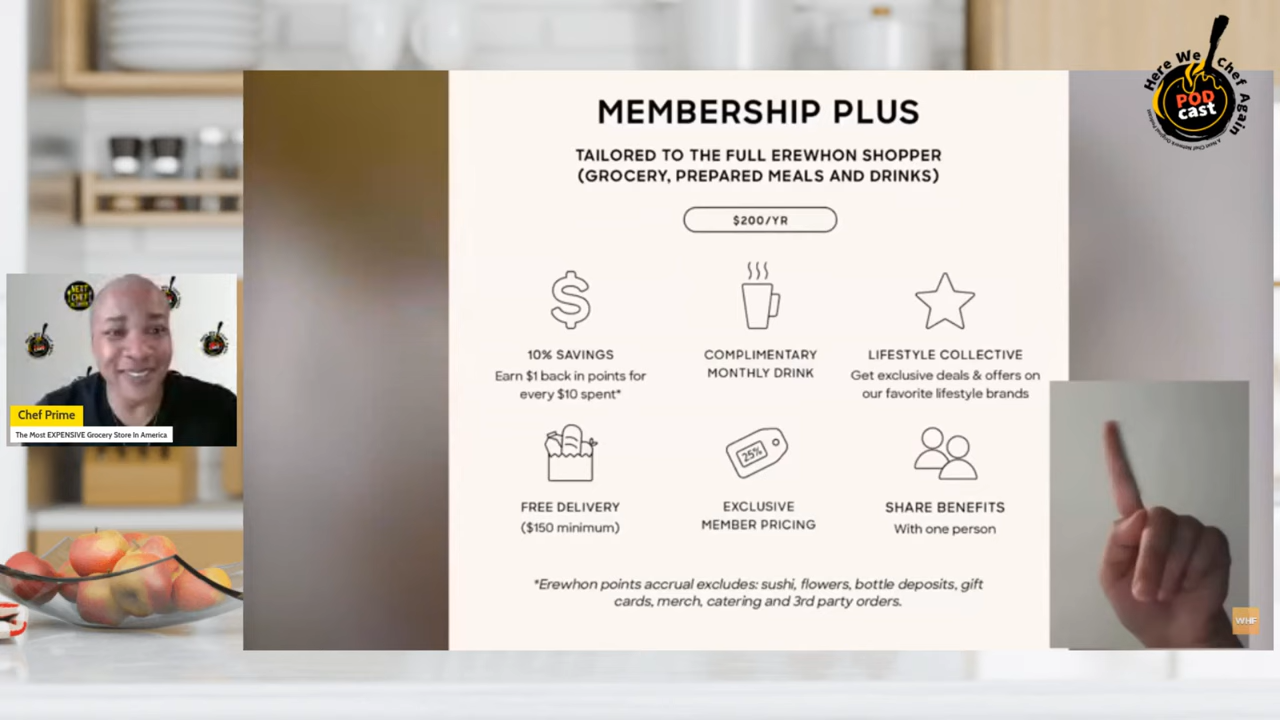 Here We Chef Again
POD
cast
MEMBERSHIP PLUS
TAILORED TO THE FULL EREWHON SHOPPER
(GROCERY, PREPARED MEALS AND DRINKS)
$200/YR
10% SAVINGS
Earn $1 back in points for
every $10 spent*
COMPLIMENTARY
MONTHLY DRINK
LIFESTYLE COLLECTIVE
Get exclusive deals & offers on
our favorite lifestyle brands
FREE DELIVERY
($150 minimum)
25%
EXCLUSIVE
MEMBER PRICING
SHARE BENEFITS
With one person
*Erewhon points accrual excludes: sushi, flowers, bottle deposits, gift
cards, merch, catering and 3rd party orders.
NEXT
CHEF
Chef Prime
The Most EXPENSIVE Grocery Store In America
WHF